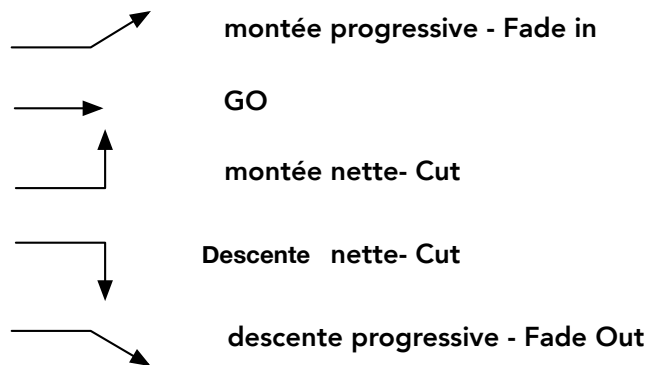 montée progressive - Fade in
GO
montée nette- Cut
Descente nette- Cut
descente progressive - Fade Out